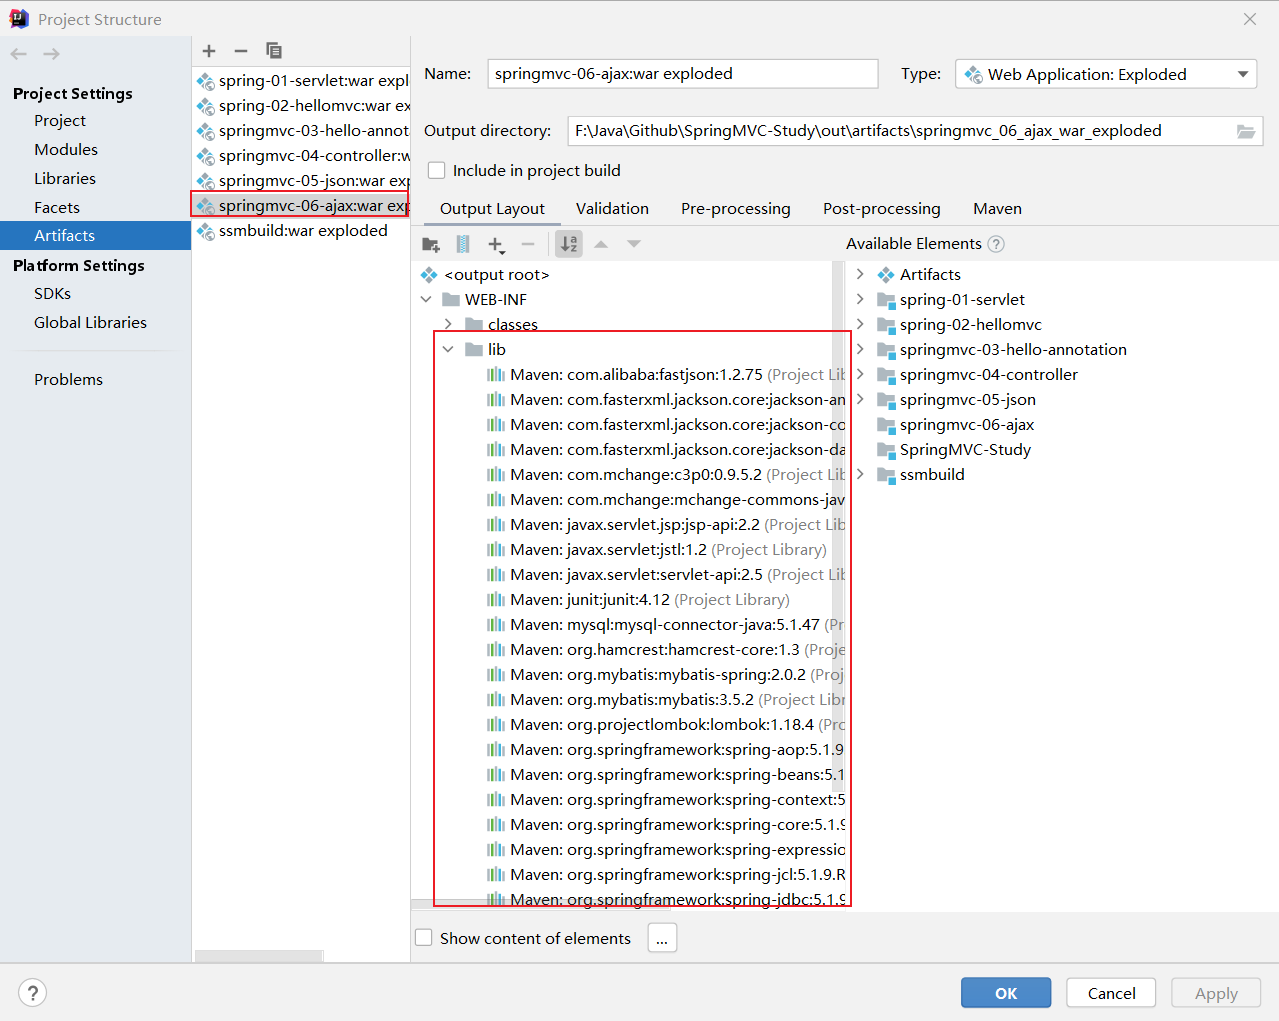 Project Structure
Project Settings
Project
Modules
Libraries
Facets
Artifacts
Platform Settings
SDKs
Global Libraries
Problems
spring-01-servlet:war expl
spring-02-hellomvc:war ex
springmvc-03-hello-annot
springmvc-04-controller:w
springmvc-05-json:war exp
springmvc-06-ajax:war exp
ssmbuild:war exploded
Name: springmvc-06-ajax:war exploded
Type: Web Application: Exploded
Output directory: F:\Java\Github\SpringMVC-Study\out\artifacts\springmvc_06_ajax_war_exploded
Include in project build
Output Layout Validation Pre-processing Post-processing Maven
Available Elements ?
<output root>
WEB-INF
classes
lib
Maven: com.alibaba:fastjson:1.2.75 (Project Lib
Maven: com.fasterxml.jackson.core:jackson-an
Maven: com.fasterxml.jackson.core:jackson-co
Maven: com.fasterxml.jackson.core:jackson-da
Maven: com.mchange:c3p0:0.9.5.2 (Project Lib
Maven: com.mchange:mchange-commons-jav
Maven: javax.servlet.jsp:jsp-api:2.2 (Project Lib
Maven: javax.servlet:jstl:1.2 (Project Library)
Maven: javax.servlet:servlet-api:2.5 (Project Lib
Maven: junit:junit:4.12 (Project Library)
Maven: mysql:mysql-connector-java:5.1.47 (Pr
Maven: org.hamcrest:hamcrest-core:1.3 (Proje
Maven: org.mybatis:mybatis-spring:2.0.2 (Proj
Maven: org.mybatis:mybatis:3.5.2 (Project Libr
Maven: org.projectlombok:lombok:1.18.4 (Pro
Maven: org.springframework:spring-aop:5.1.9
Maven: org.springframework:spring-beans:5.1
Maven: org.springframework:spring-context:5
Maven: org.springframework:spring-core:5.1.9
Maven: org.springframework:spring-expressio
Maven: org.springframework:spring-jcl:5.1.9.R
Maven: org.springframework:spring-jdbc:5.1.9
Artifacts
spring-01-servlet
spring-02-hellomvc
springmvc-03-hello-annotation
springmvc-04-controller
springmvc-05-json
springmvc-06-ajax
SpringMVC-Study
ssmbuild
Show content of elements ...
? OK Cancel Apply